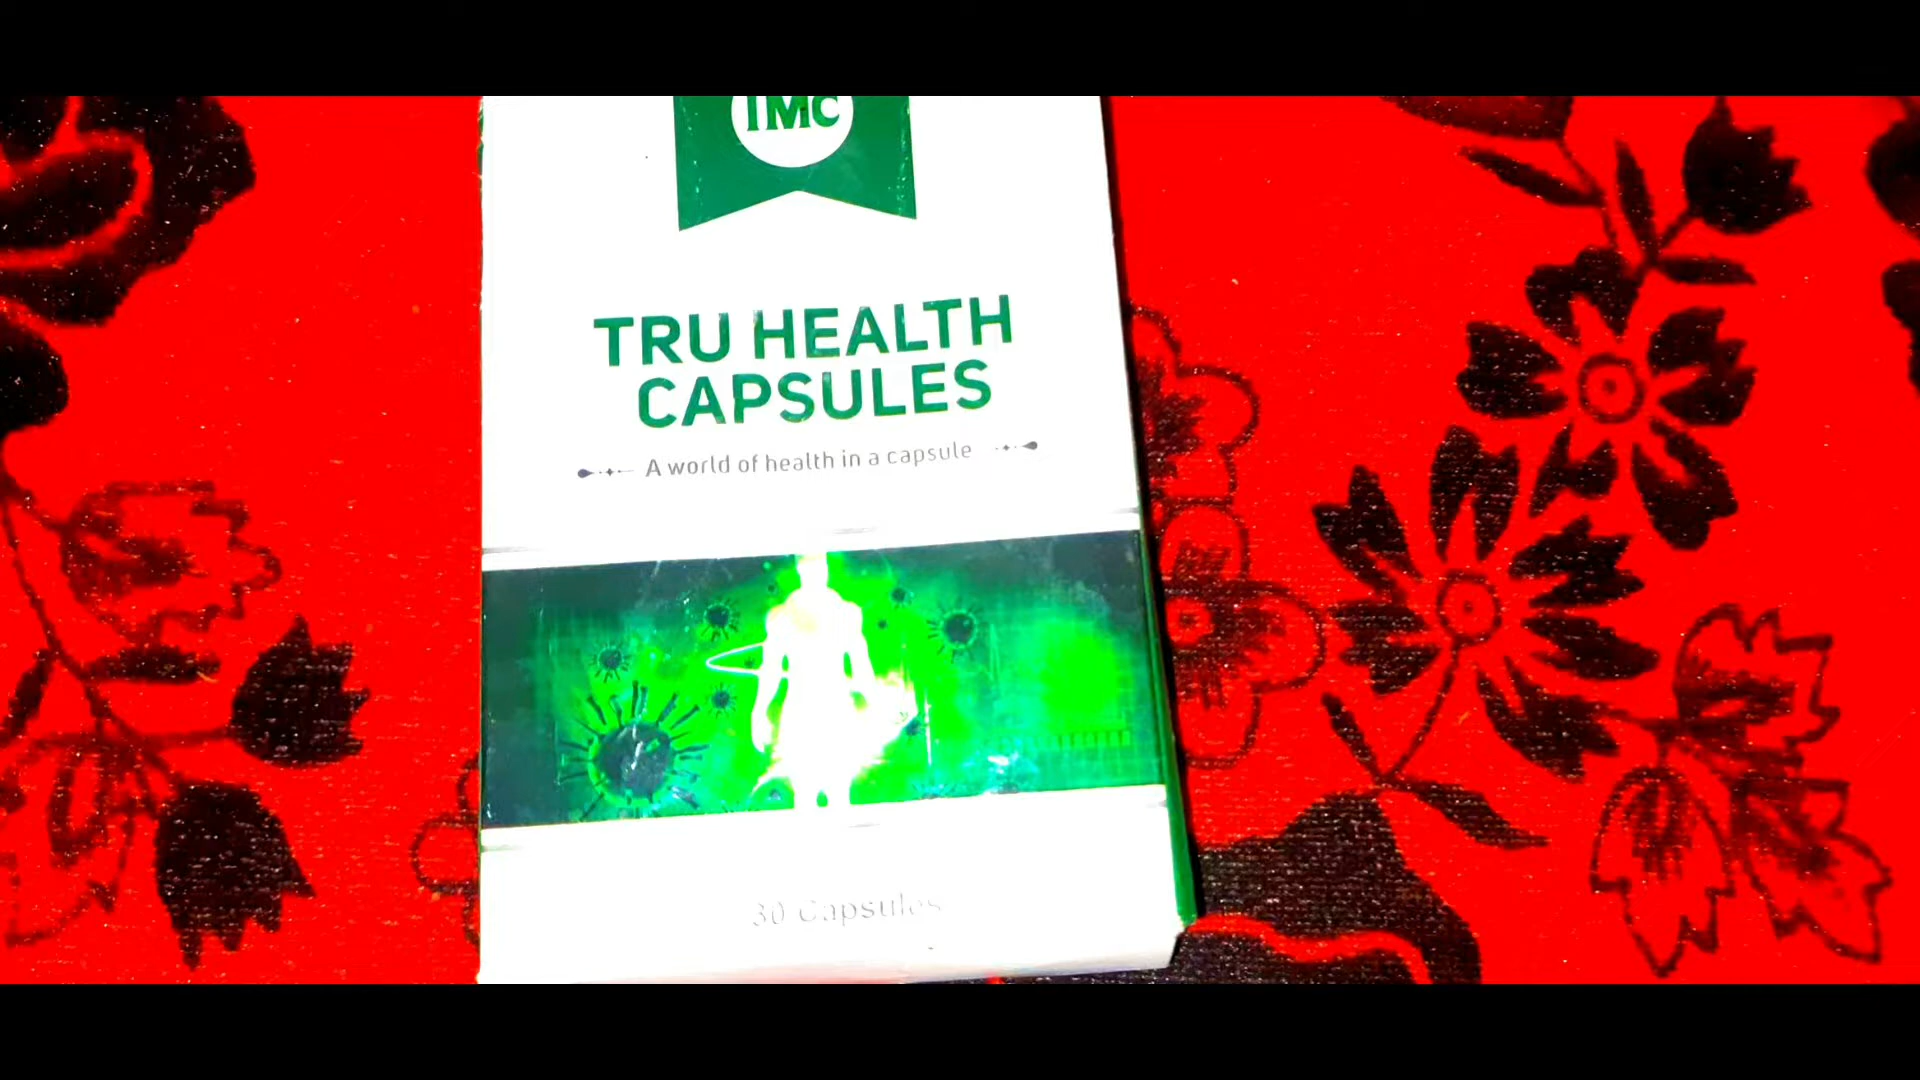 IMC
TRU HEALTH
CAPSULES
A world of health in a capsule
30 Capsules